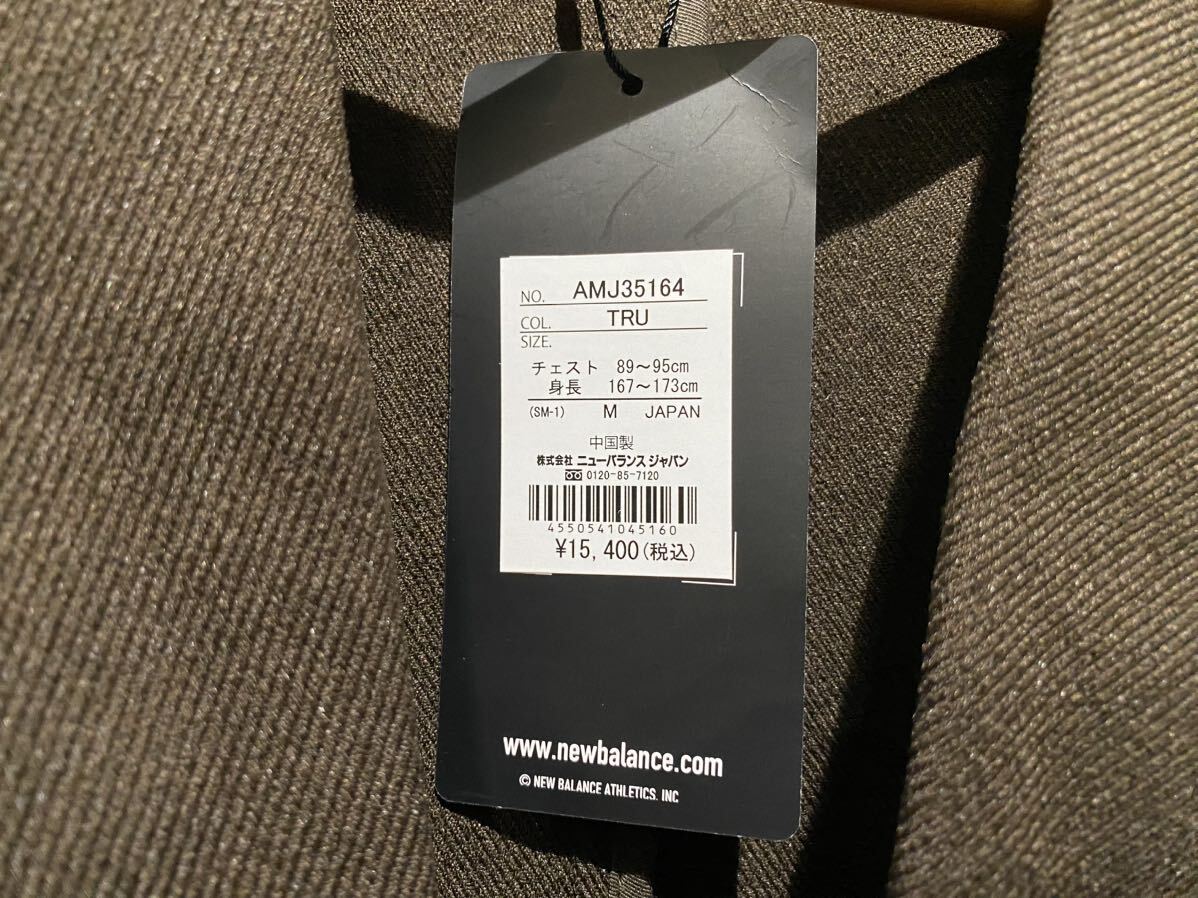 NO. AMJ35164
COL. TRU
SIZE.
チェスト 89～95cm
身長 167～173cm
(SM-1) M JAPAN
中国製
株式会社 ニューバランス ジャパン
0120-85-7120
4550541045160
¥15,400(税込)
www.newbalance.com
© NEW BALANCE ATHLETICS. INC